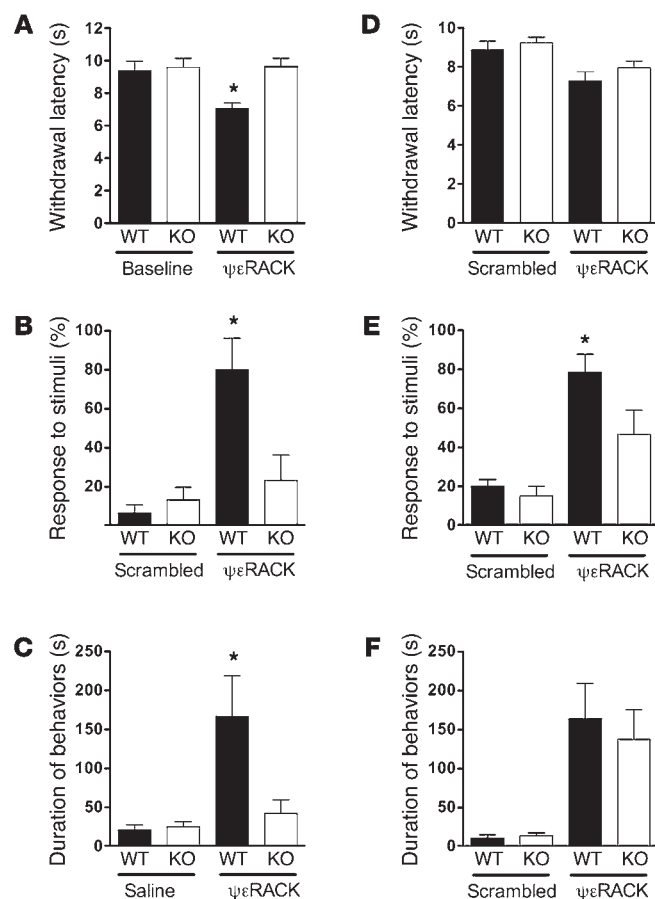 A
Withdrawal latency (s)
12
10
8
6
4
2
0
*
WT KO WT KO
Baseline ψεRACK
B
Response to stimuli (%)
100
80
60
40
20
*
WT KO WT KO
Scrambled ψεRACK
C
Duration of behaviors (s)
250
200
150
100
50
0
*
WT KO WT KO
Saline ψεRACK
D
Withdrawal latency (s)
10
8
6
4
2
0
WT KO WT KO
Scrambled ψεRACK
E
Response to stimuli (%)
100
80
60
40
20
0
*
WT KO WT KO
Scrambled ψεRACK
F
Duration of behaviors (s)
250
200
150
100
50
0
WT KO WT KO
Scrambled ψεRACK